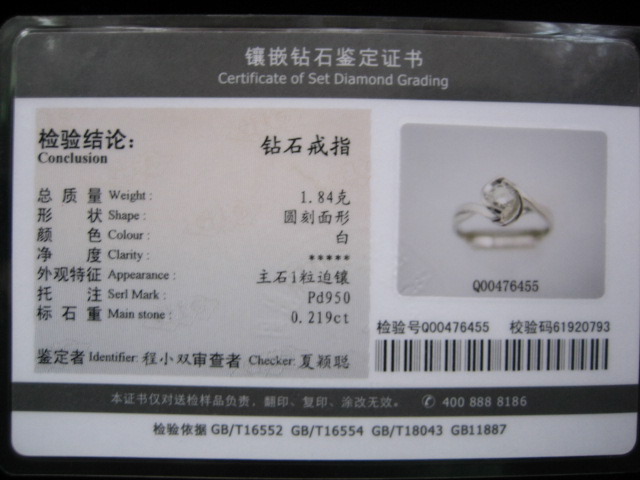 镶嵌钻石鉴定证书
Certificate of Set Diamond Grading
检验结论：
Conclusion
钻石戒指
总质量 Weight: 1.84克
形状 Shape: 圆刻面形
颜色 Colour: 白
净度 Clarity: *****
外观特征 Appearance: 主石1粒迫镶
托注 Serl Mark: Pd950
标石重 Main stone: 0.219ct
鉴定者 Identifier: 程小双 审查者 Checker: 夏颖聪
Q00476455
检验号Q00476455 校验码61920793
本证书仅对送检样品负责，翻印、复印、涂改无效。 ✆ 400 888 8186
检验依据 GB/T16552 GB/T16554 GB/T18043 GB11887